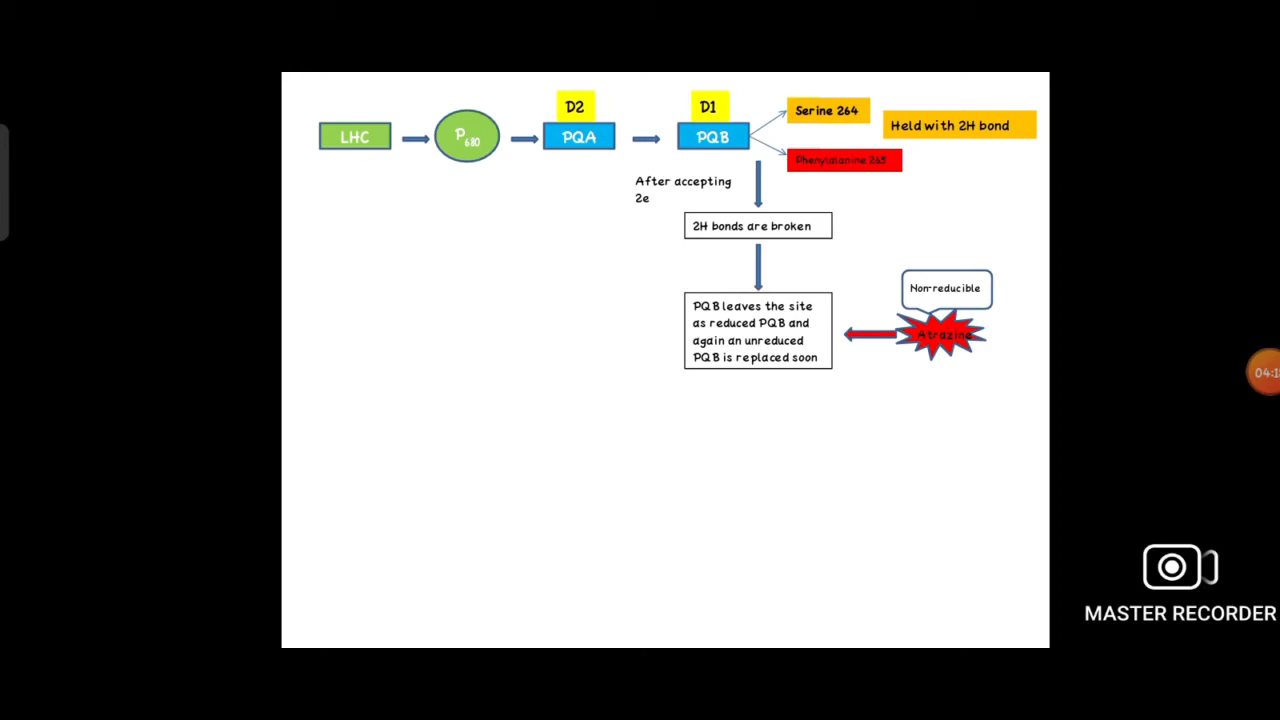 D2
D1
Serine 264
Held with 2H bond
LHC
P680
PQA
PQB
Phenylalanine 265
After accepting
2e
2H bonds are broken
Non-reducible
PQB leaves the site
as reduced PQB and
again an unreduced
PQB is replaced soon
Atrazine
MASTER RECORDER